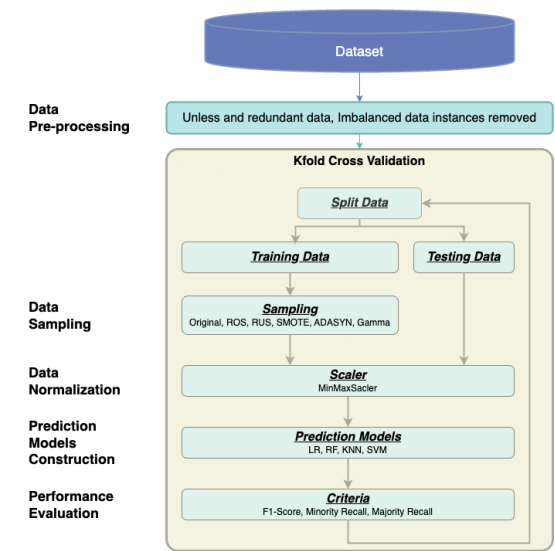 Dataset
Data
Pre-processing
Unless and redundant data, Imbalanced data instances removed
Kfold Cross Validation
Split Data
Training Data
Testing Data
Data
Sampling
Sampling
Original, ROS, RUS, SMOTE, ADASYN, Gamma
Data
Normalization
Scaler
MinMaxSacler
Prediction
Models
Construction
Prediction Models
LR, RF, KNN, SVM
Performance
Evaluation
Criteria
F1-Score, Minority Recall, Majority Recall